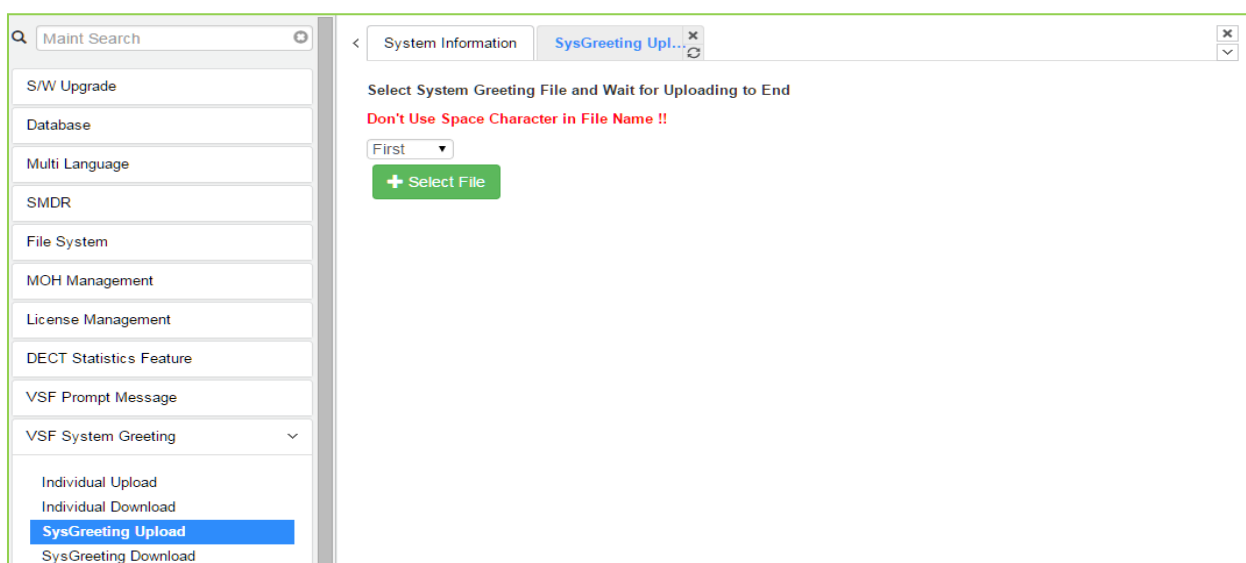 Maint Search
S/W Upgrade
Database
Multi Language
SMDR
File System
MOH Management
License Management
DECT Statistics Feature
VSF Prompt Message
VSF System Greeting
Individual Upload
Individual Download
SysGreeting Upload
SysGreeting Download
System Information
SysGreeting Upl...
Select System Greeting File and Wait for Uploading to End
Don't Use Space Character in File Name !!
First
Select File